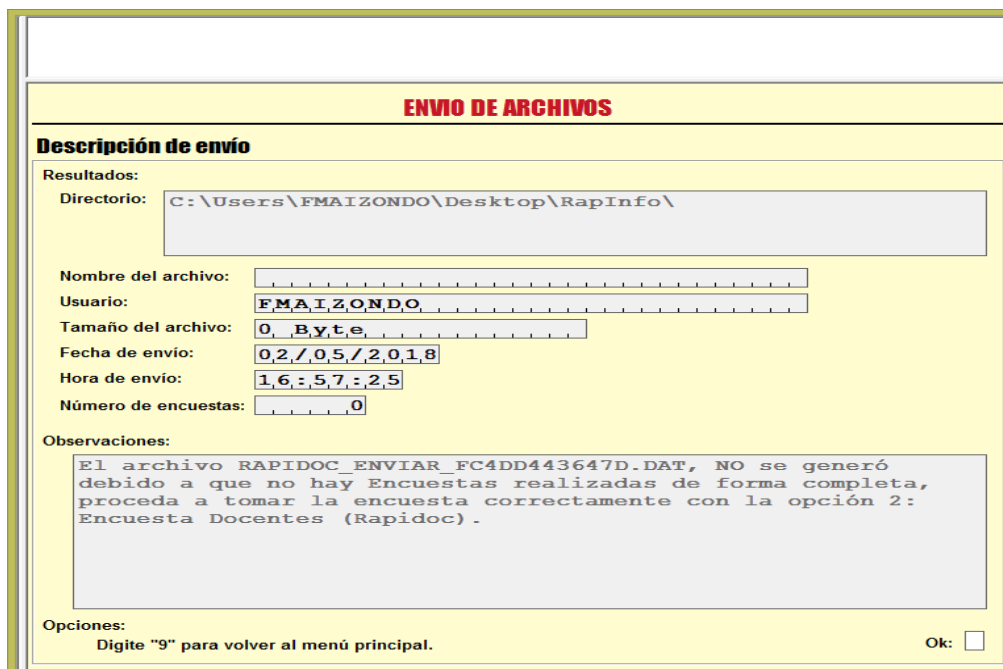 ENVIO DE ARCHIVOS
Descripción de envío
Resultados:
Directorio: C:\Users\FMAIZONDO\Desktop\RapInfo\
Nombre del archivo:
Usuario: FMAIZONDO
Tamaño del archivo: 0 Byte
Fecha de envío: 02/05/2018
Hora de envío: 16:57:25
Número de encuestas: 0
Observaciones:
El archivo RAPIDOC_ENVIAR_FC4DD443647D.DAT, NO se generó
debido a que no hay Encuestas realizadas de forma completa,
proceda a tomar la encuesta correctamente con la opción 2:
Encuesta Docentes (Rapidoc).
Opciones:
Digite "9" para volver al menú principal. Ok: